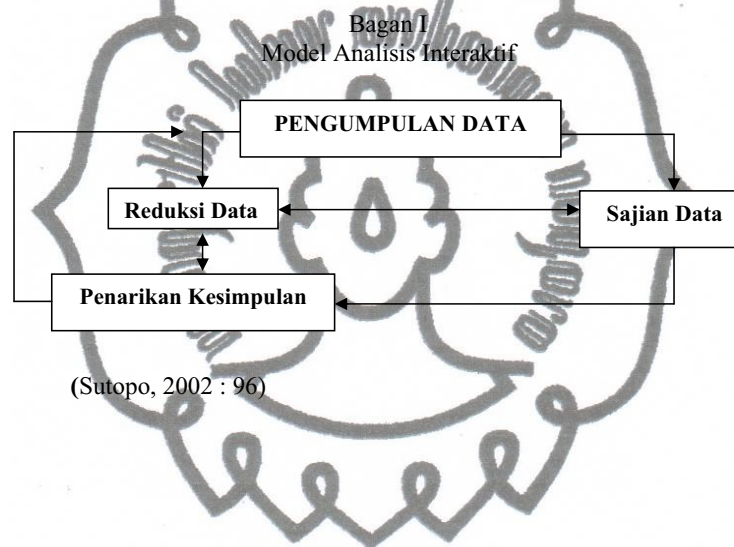 Bagan I
Model Analisis Interaktif
PENGUMPULAN DATA
Reduksi Data
Sajian Data
Penarikan Kesimpulan
(Sutopo, 2002 : 96)